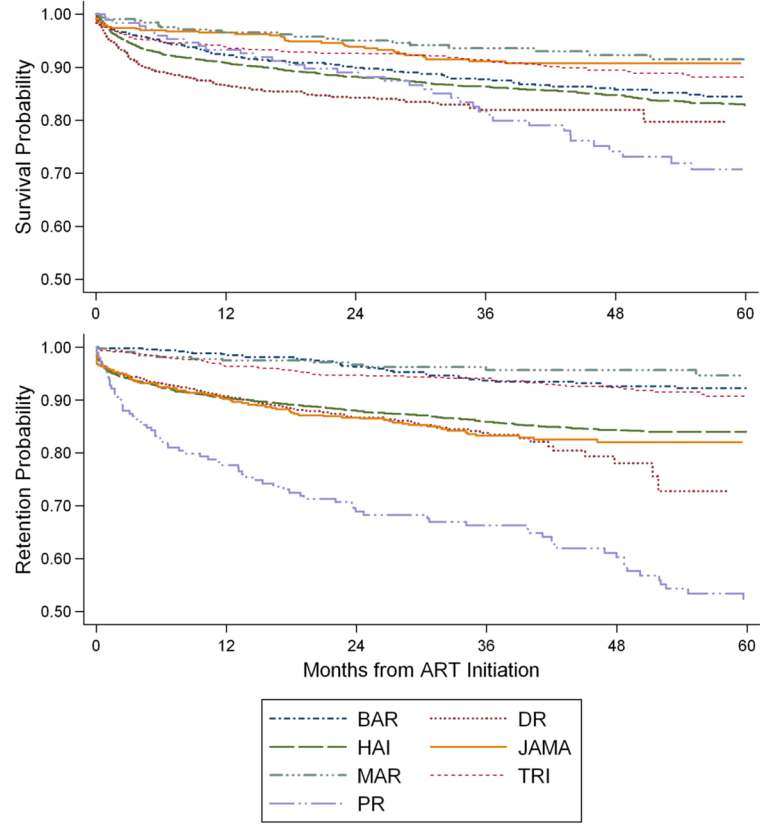 1.00
0.90
0.80
0.70
0.60
0.50
Survival Probability
0 12 24 36 48 60
1.00
0.90
0.80
0.70
0.60
0.50
Retention Probability
0 12 24 36 48 60
Months from ART Initiation
BAR DR
HAI JAMA
MAR TRI
PR